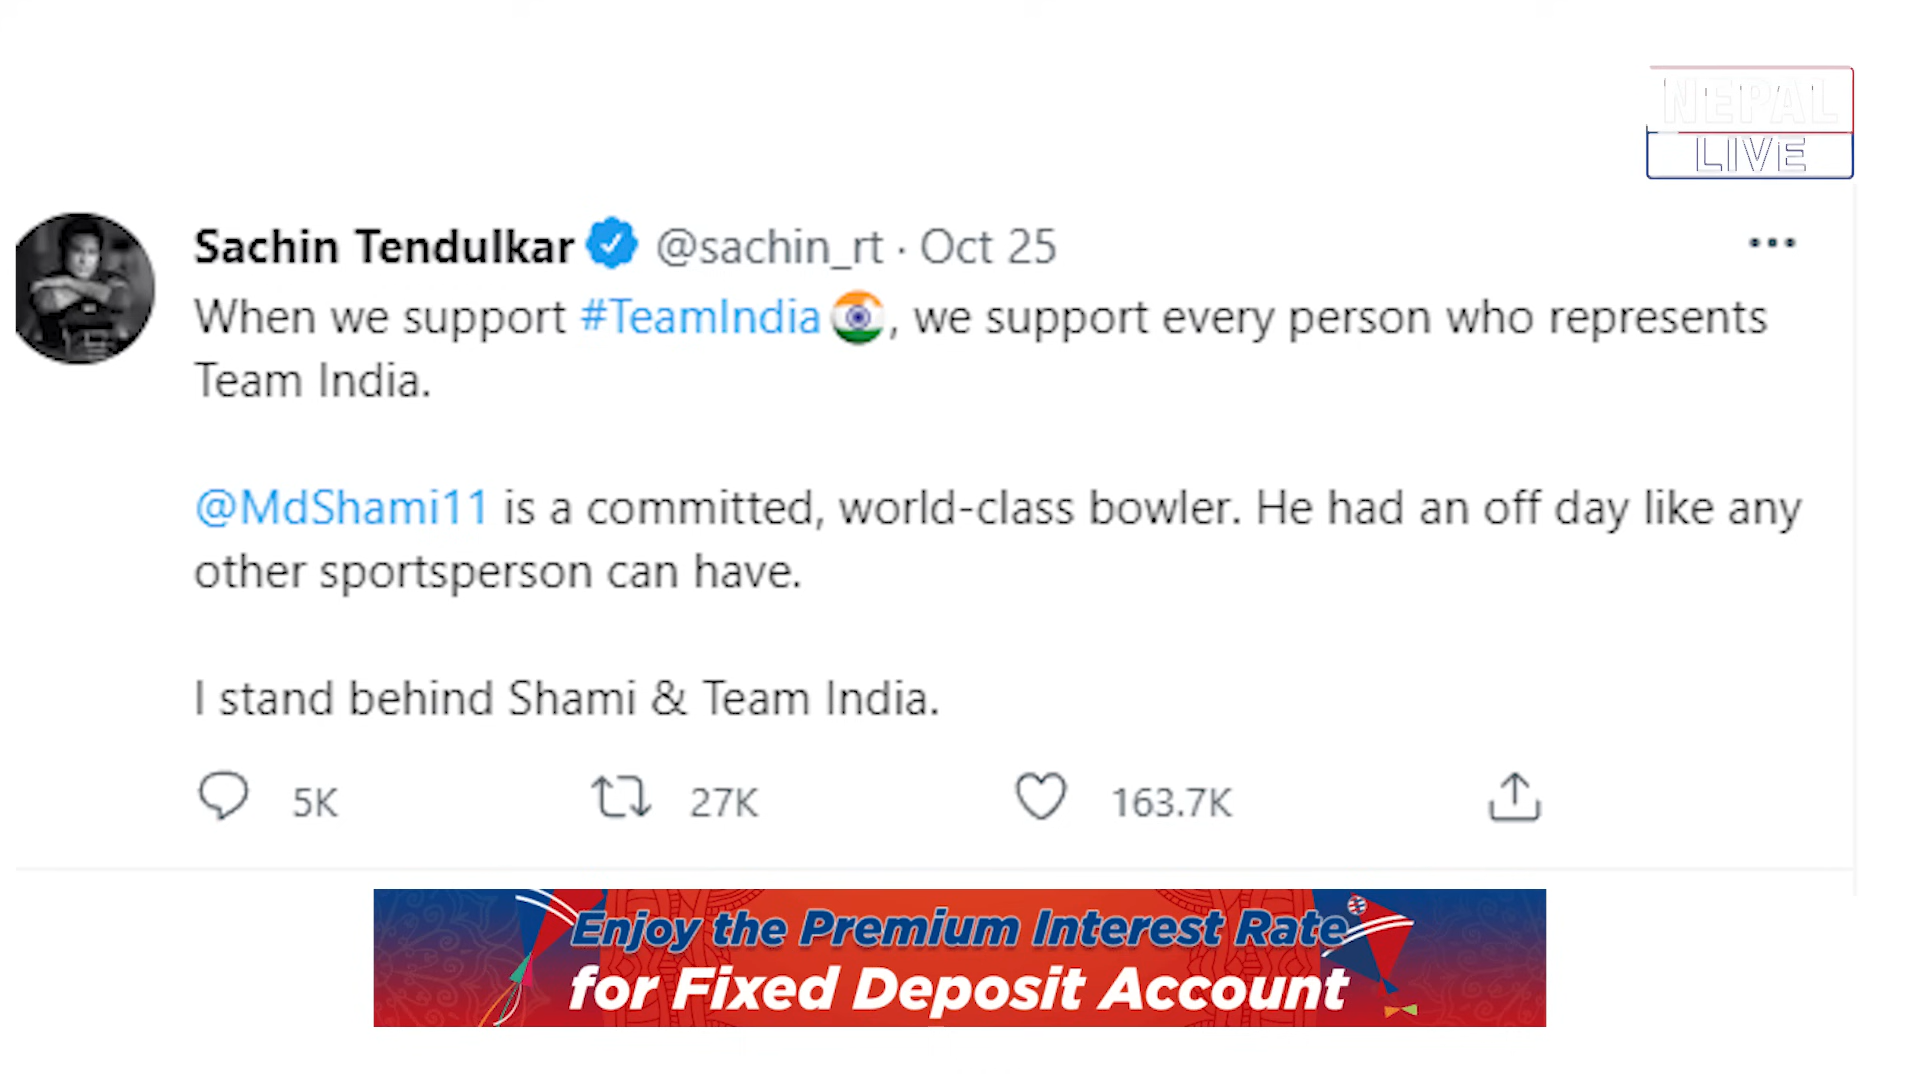 NEPAL
LIVE
Sachin Tendulkar @sachin_rt · Oct 25
When we support #TeamIndia, we support every person who represents
Team India.
@MdShami11 is a committed, world-class bowler. He had an off day like any
other sportsperson can have.
I stand behind Shami & Team India.
5K 27K 163.7K
Enjoy the Premium Interest Rate
for Fixed Deposit Account